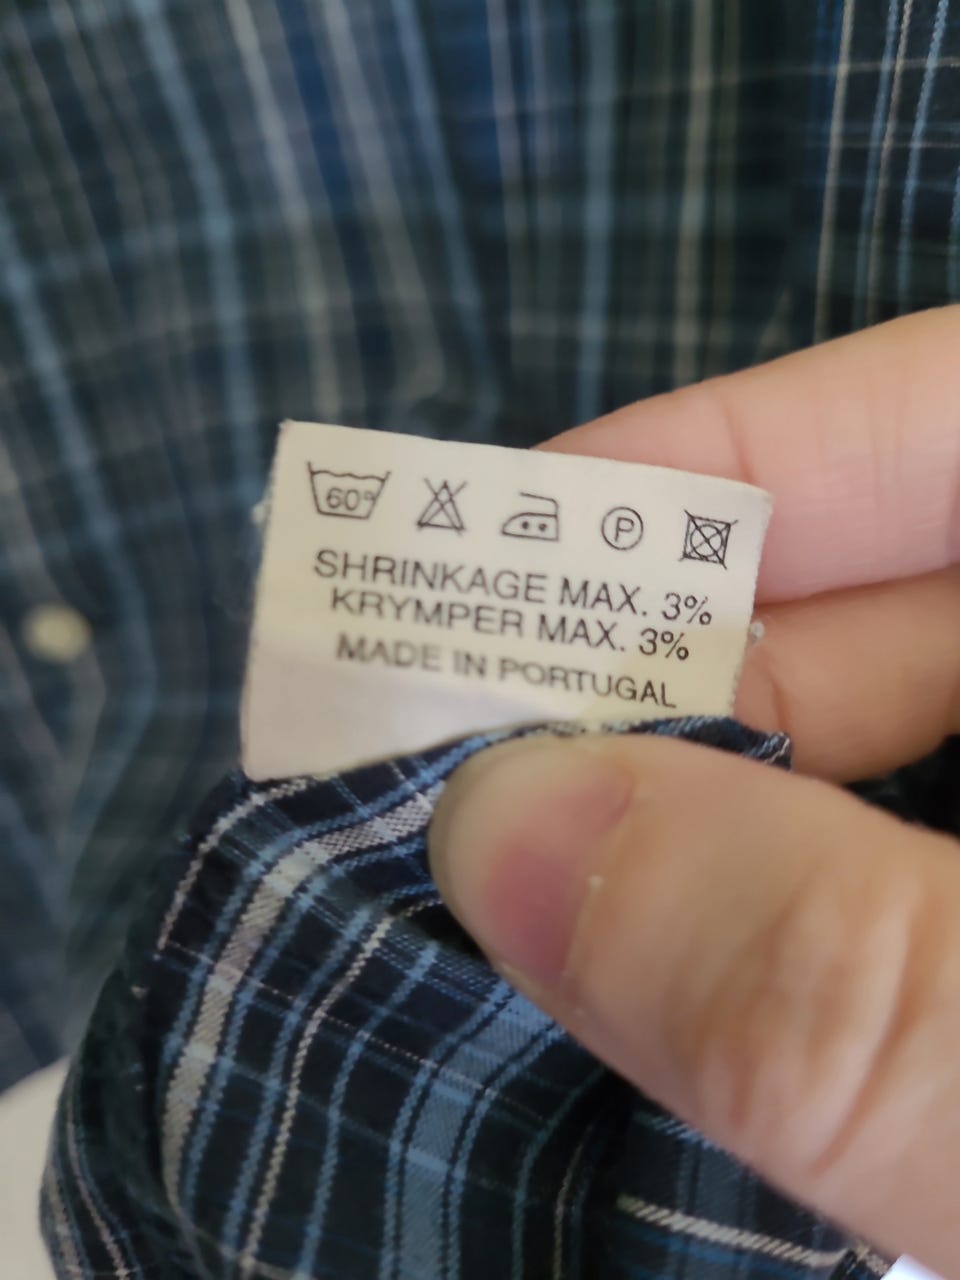 60°
P
SHRINKAGE MAX. 3%
KRYMPER MAX. 3%
MADE IN PORTUGAL